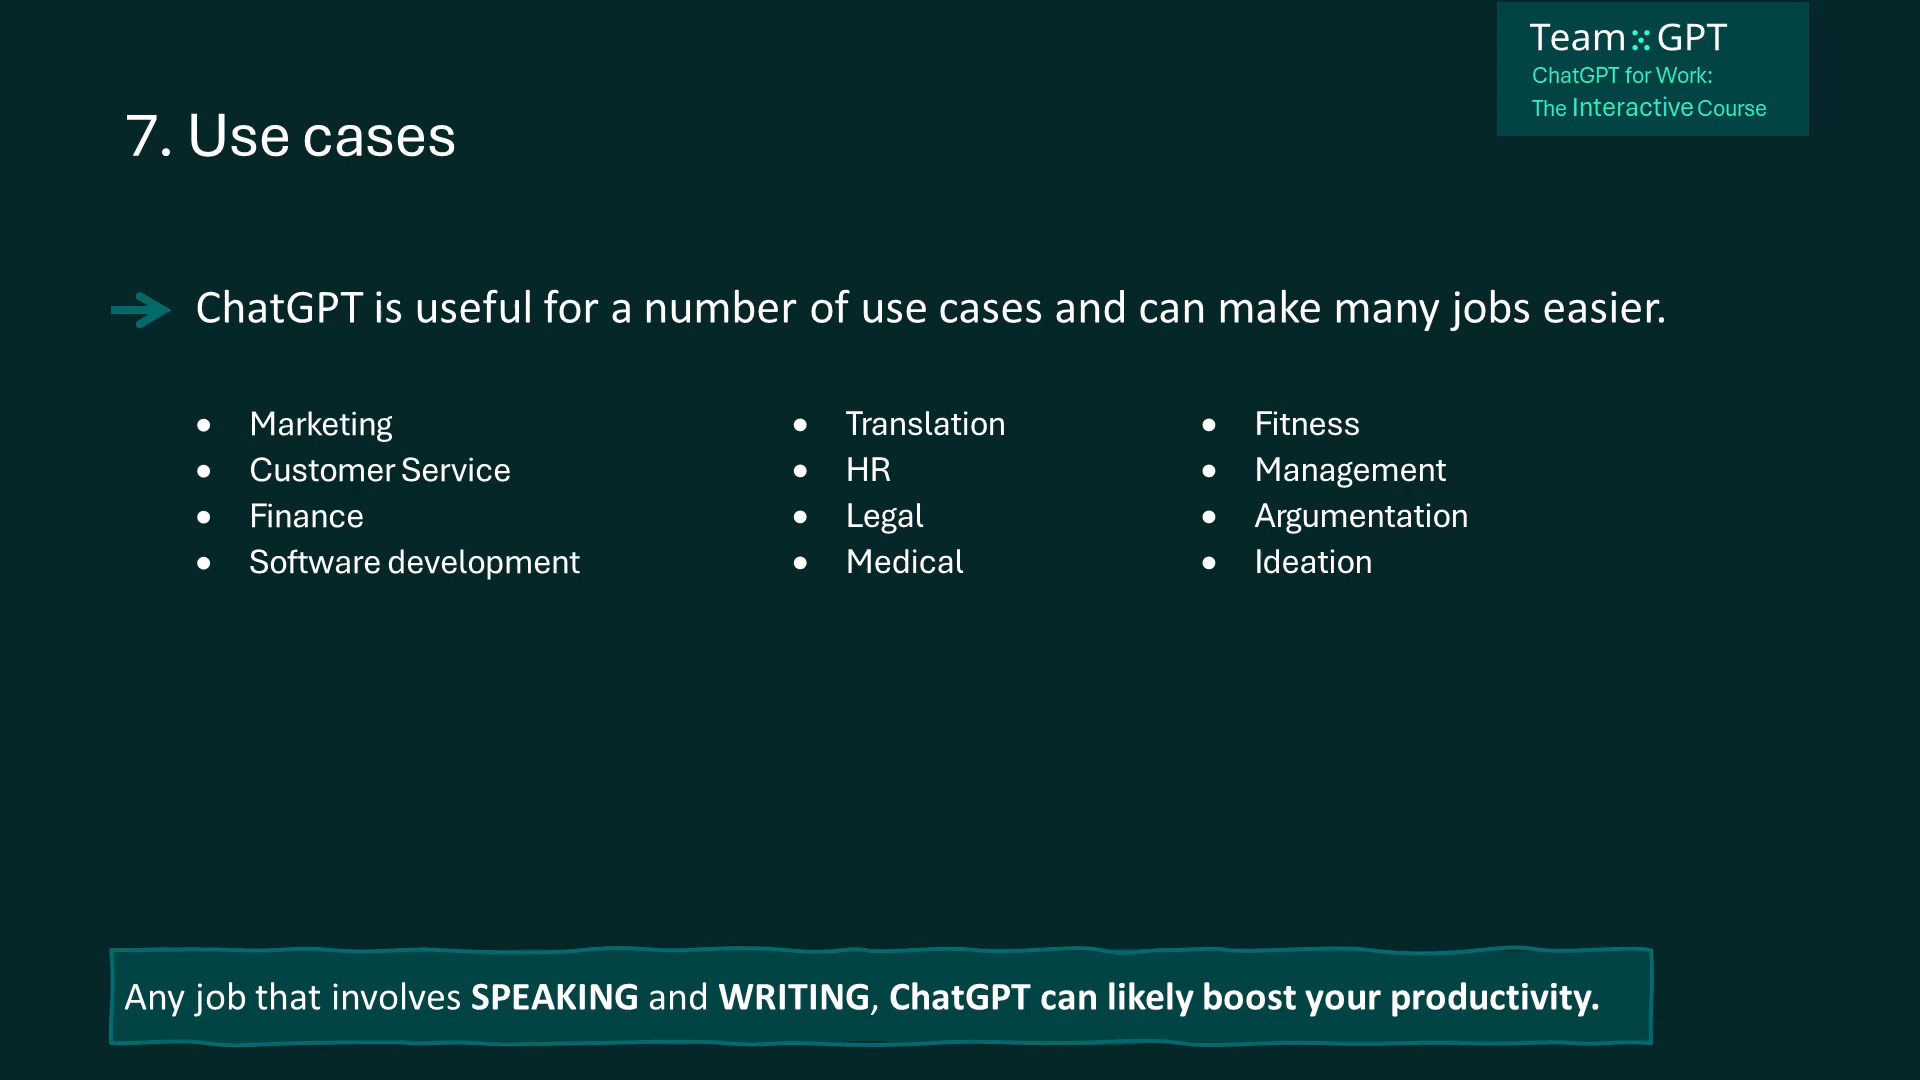 Team GPT
ChatGPT for Work:
The Interactive Course
7. Use cases
ChatGPT is useful for a number of use cases and can make many jobs easier.
• Marketing
• Customer Service
• Finance
• Software development
• Translation
• HR
• Legal
• Medical
• Fitness
• Management
• Argumentation
• Ideation
Any job that involves SPEAKING and WRITING, ChatGPT can likely boost your productivity.